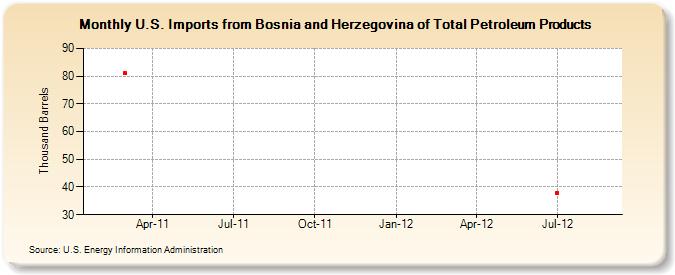 Monthly U.S. Imports from Bosnia and Herzegovina of Total Petroleum Products
Thousand Barrels
90
80
70
60
50
40
30
Apr-11 Jul-11 Oct-11 Jan-12 Apr-12 Jul-12
Source: U.S. Energy Information Administration